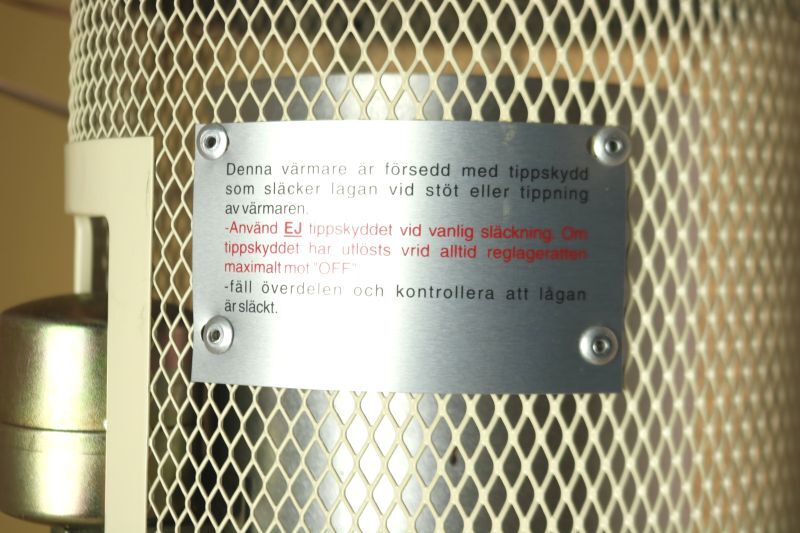 Denna värmare är försedd med tippskydd
som släcker lagan vid stöt eller tippning
av värmaren.
-Använd EJ tippskyddet vid vanlig släckning. Om
tippskyddet har utlösts vrid alltid reglageratten
maximalt mot "OFF"
-fäll överdelen och kontrollera att lågan
är släckt.